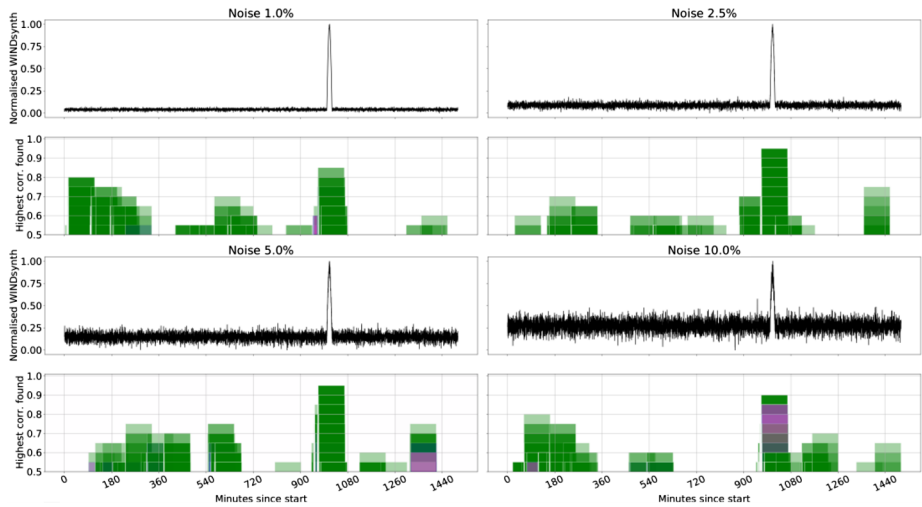 Noise 1.0%
Noise 2.5%
Normalised WINDsynth
1.00
0.75
0.50
0.25
0.00
Highest corr. found
1.0
0.9
0.8
0.7
0.6
0.5
Noise 5.0%
Noise 10.0%
Normalised WINDsynth
1.00
0.75
0.50
0.25
0.00
Highest corr. found
1.0
0.9
0.8
0.7
0.6
0.5
0 180 360 540 720 900 1080 1260 1440
0 180 360 540 720 900 1080 1260 1440
Minutes since start
Minutes since start